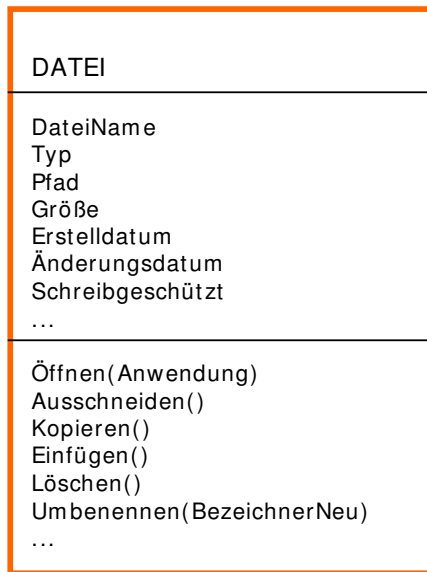 DATEI
DateiName
Typ
Pfad
Größe
Erstelldatum
Änderungsdatum
Schreibgeschützt
...
Öffnen(Anwendung)
Ausschneiden()
Kopieren()
Einfügen()
Löschen()
Umbenennen(BezeichnerNeu)
...